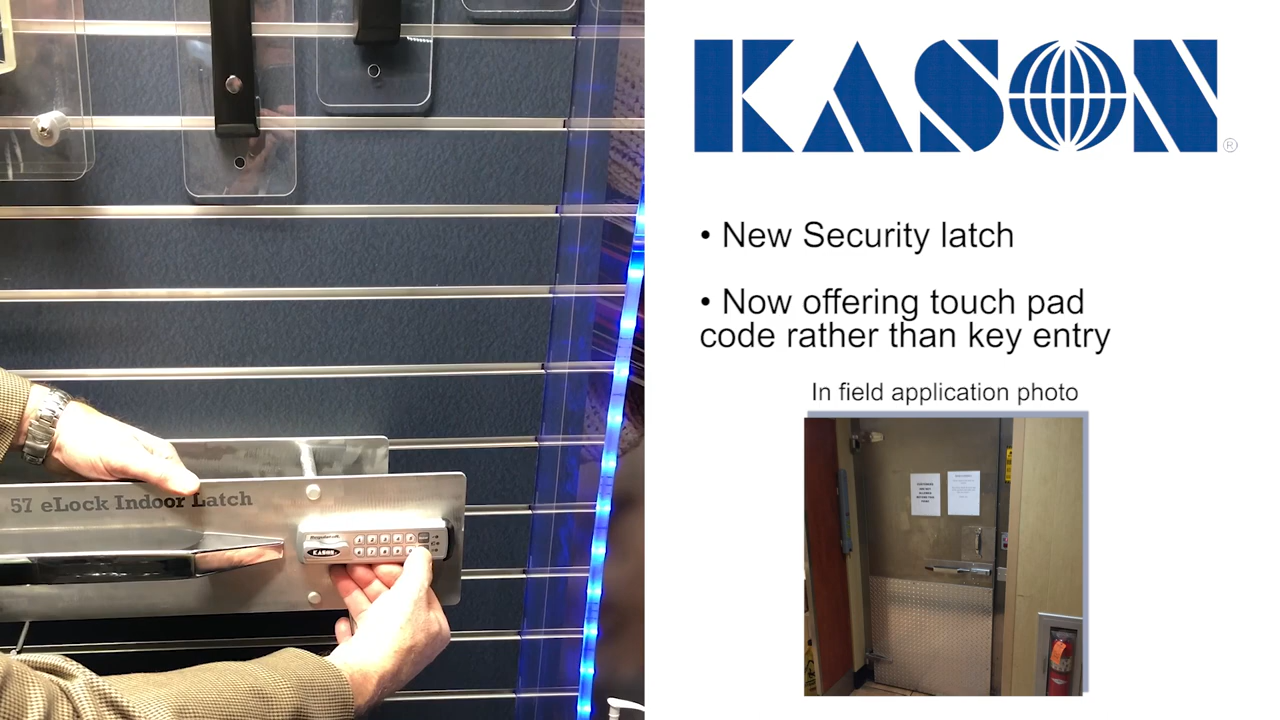 KASON®
• New Security latch
• Now offering touch pad
code rather than key entry
In field application photo
57 eLock Indoor Latch
KASON